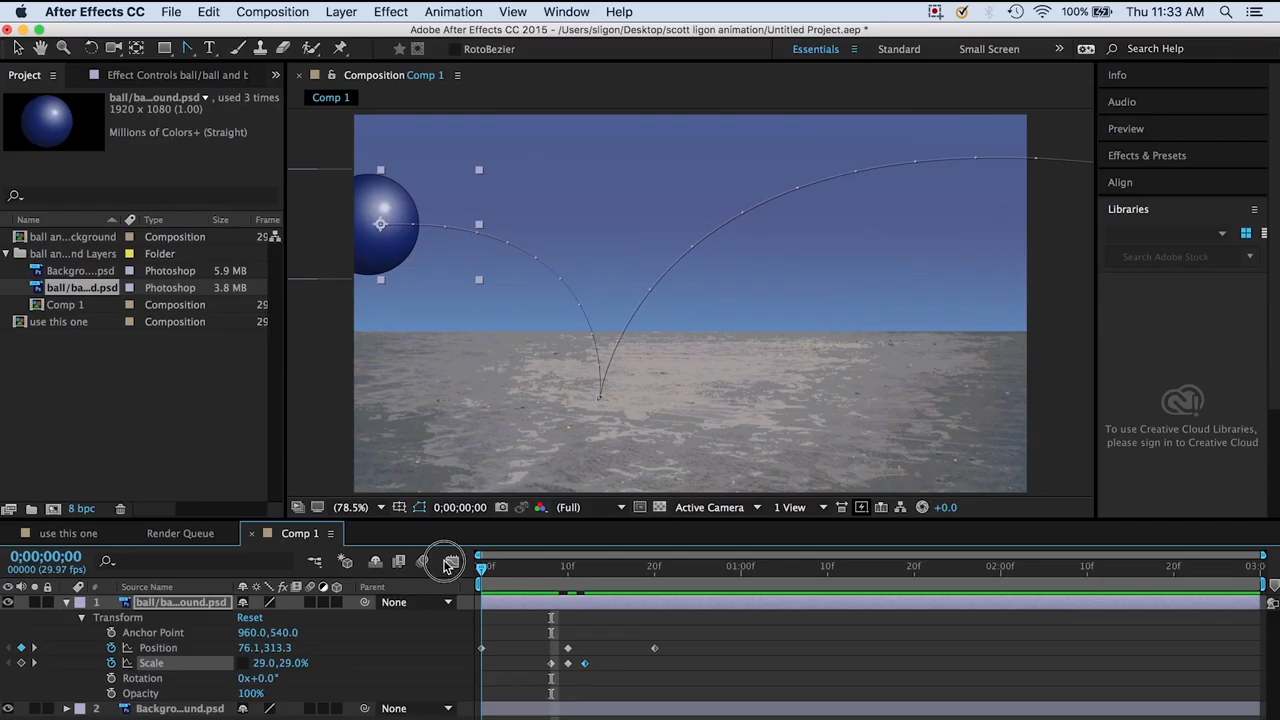 After Effects CC File Edit Composition Layer Effect Animation View Window Help 100% Thu 11:33 AM
Adobe After Effects CC 2015 - /Users/sligon/Desktop/scott ligon animation/Untitled Project.aep *
RotoBezier Essentials Standard Small Screen Search Help
Project Effect Controls ball/ball and b Composition Comp 1 Info
ball/ba...ound.psd , used 3 times
1920 x 1080 (1.00)
Millions of Colors+ (Straight)
Comp 1
Audio
Preview
Effects & Presets
Align
Libraries
Search Adobe Stock
To use Creative Cloud Libraries,
please sign in to Creative Cloud
Name Type Size Frame
ball an...ckground Composition 29
ball an...nd Layers Folder
Backgro....psd Photoshop 5.9 MB
ball/ba...d.psd Photoshop 3.8 MB
Comp 1 Composition 29
use this one Composition 29
8 bpc (78.5%) 0;00;00;00 (Full) Active Camera 1 View +0.0
use this one Render Queue Comp 1
0;00;00;00
00000 (29.97 fps)
10f 20f 01:00f 10f 20f 02:00f 10f 20f 03:0
# Source Name fx Parent
1 ball/ba...ound.psd None
Transform Reset
Anchor Point 960.0,540.0
Position 76.1,313.3
Scale 29.0,29.0%
Rotation 0x+0.0°
Opacity 100%
2 Backgro...und.psd None